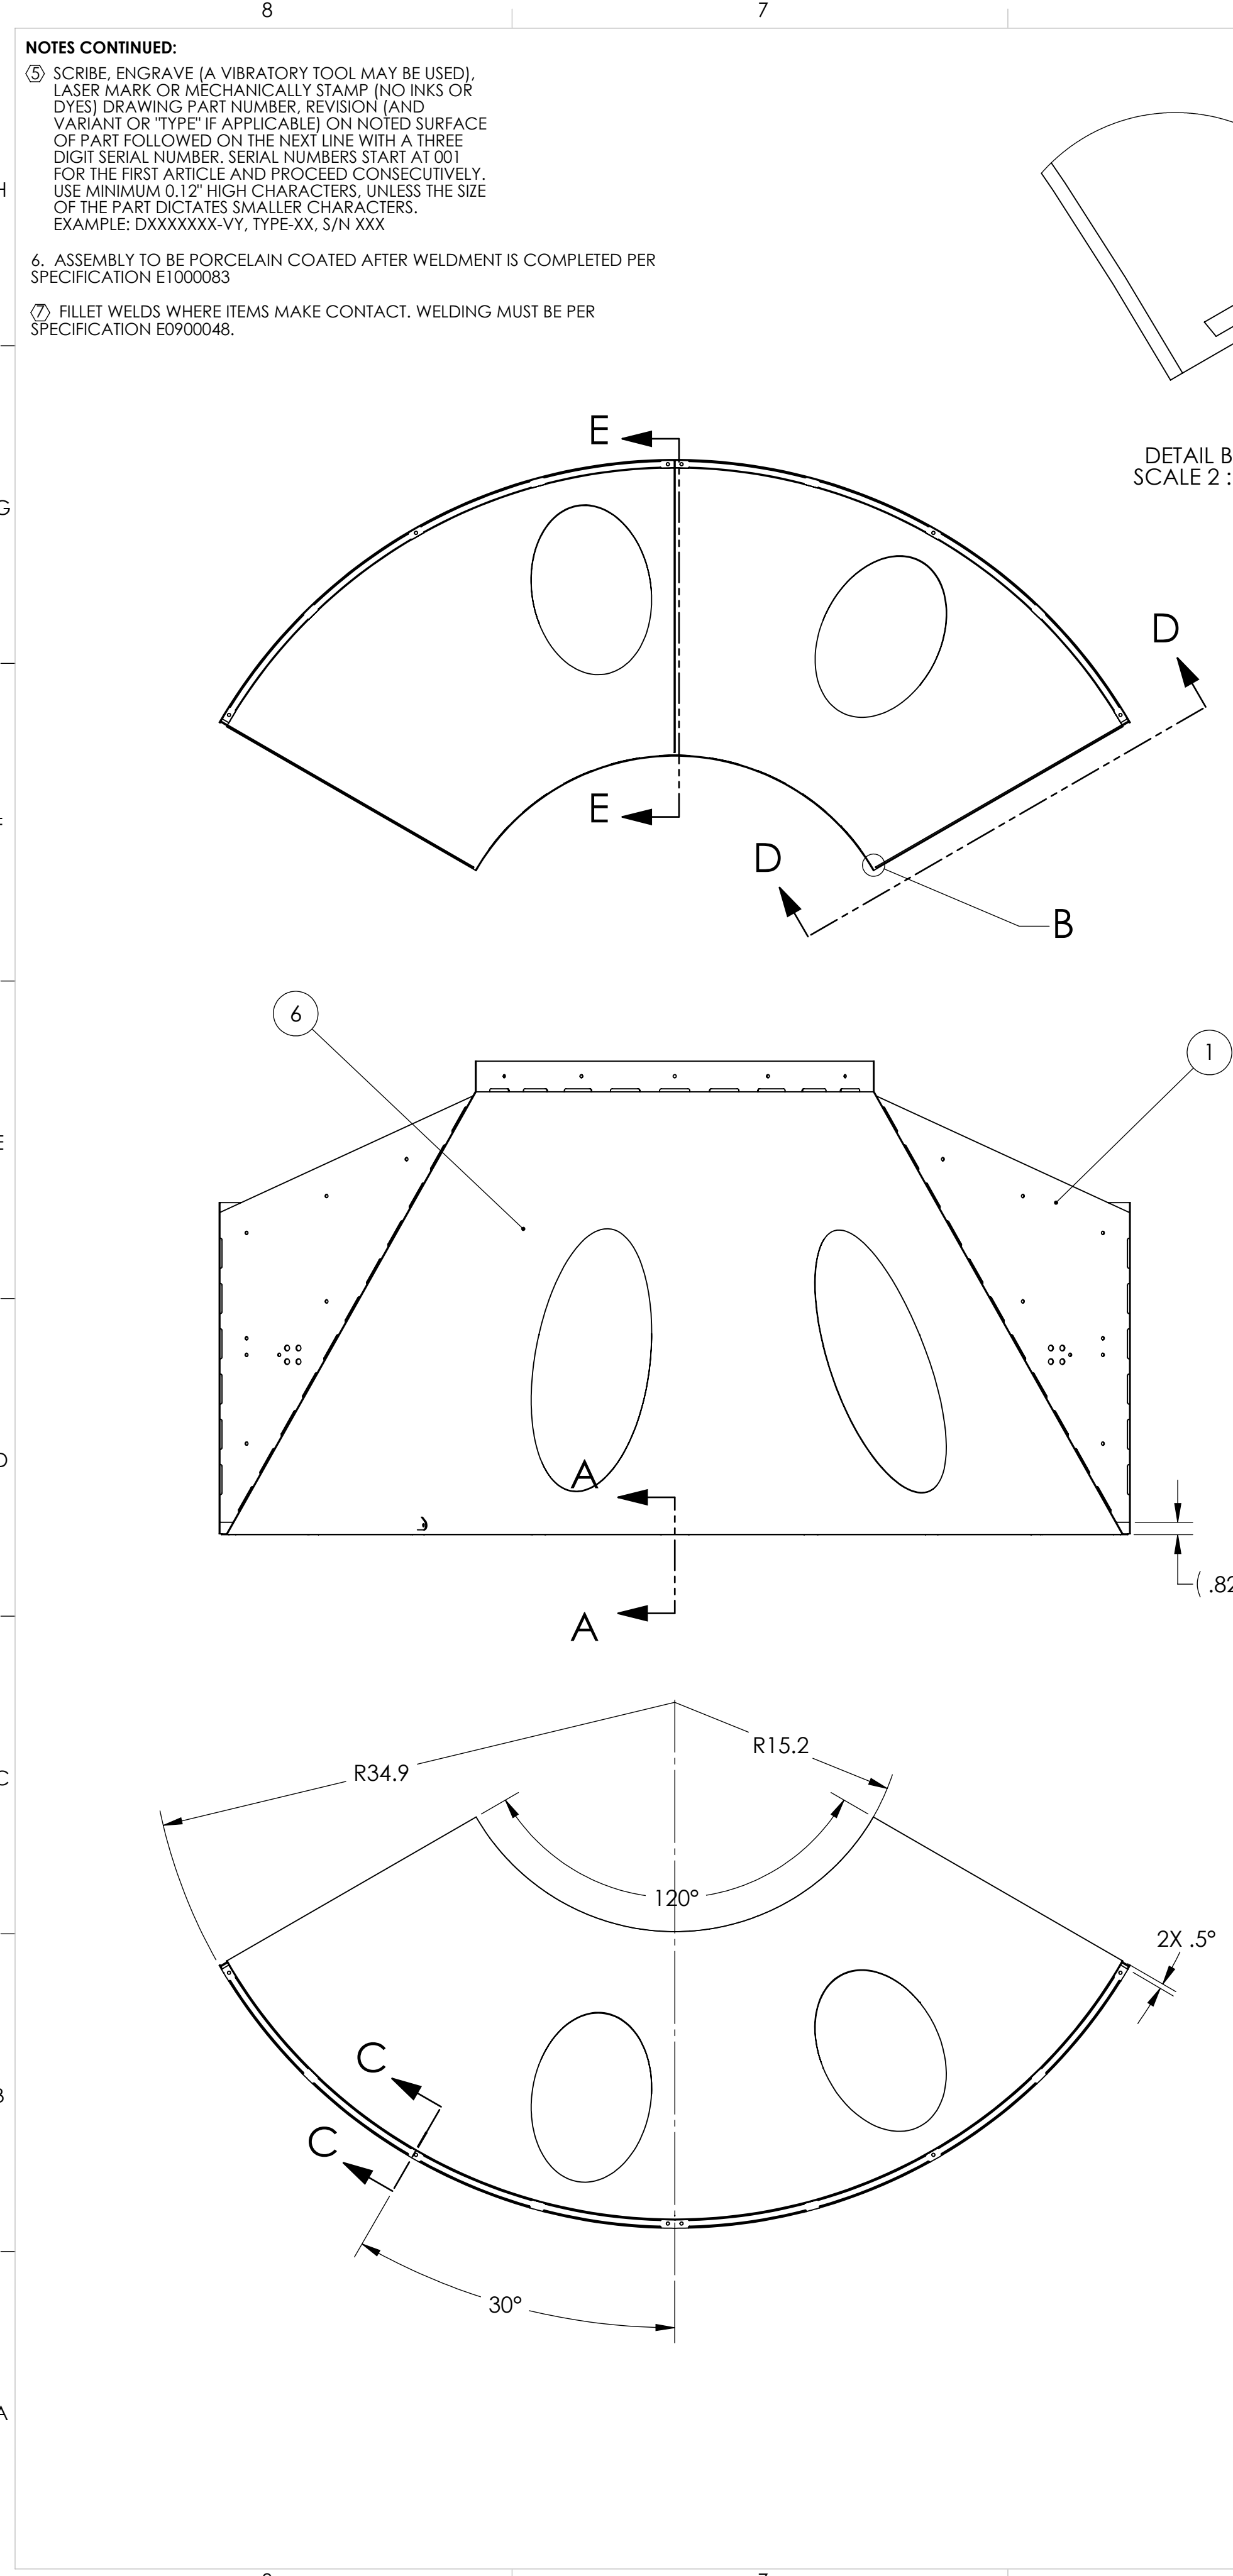 8
7
NOTES CONTINUED:
5 SCRIBE, ENGRAVE (A VIBRATORY TOOL MAY BE USED),
LASER MARK OR MECHANICALLY STAMP (NO INKS OR
DYES) DRAWING PART NUMBER, REVISION (AND
VARIANT OR "TYPE" IF APPLICABLE) ON NOTED SURFACE
OF PART FOLLOWED ON THE NEXT LINE WITH A THREE
DIGIT SERIAL NUMBER. SERIAL NUMBERS START AT 001
FOR THE FIRST ARTICLE AND PROCEED CONSECUTIVELY.
USE MINIMUM 0.12" HIGH CHARACTERS, UNLESS THE SIZE
OF THE PART DICTATES SMALLER CHARACTERS.
EXAMPLE: DXXXXXXX-VY, TYPE-XX, S/N XXX
6. ASSEMBLY TO BE PORCELAIN COATED AFTER WELDMENT IS COMPLETED PER
SPECIFICATION E1000083
7 FILLET WELDS WHERE ITEMS MAKE CONTACT. WELDING MUST BE PER
SPECIFICATION E0900048.
H
E
DETAIL B
SCALE 2 :
G
D
E
D
F
B
6
1
E
A
D
(.82
A
R15.2
R34.9
C
120°
2X .5°
C
B
C
30°
A
7